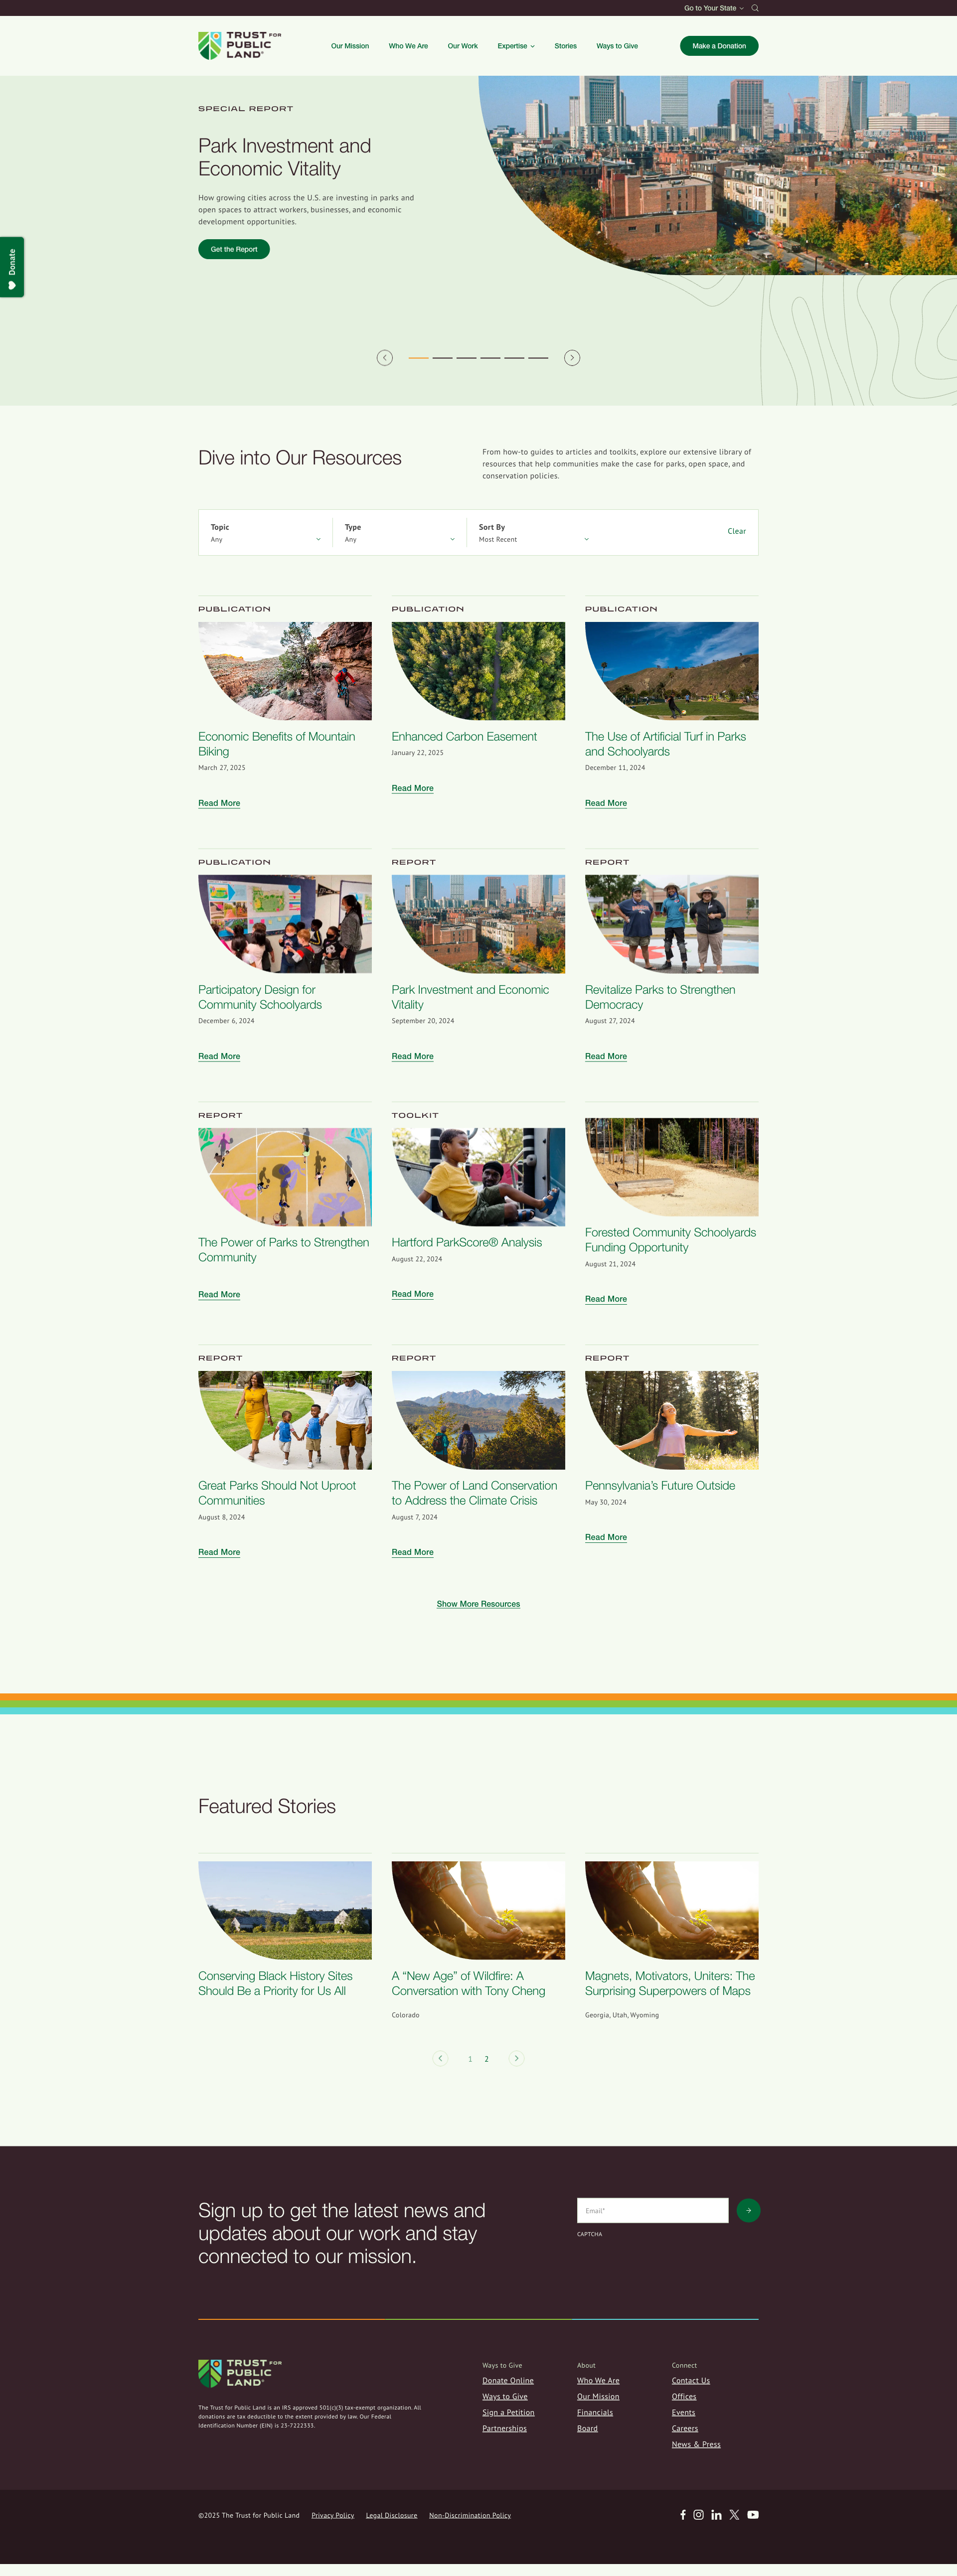 Go to Your State
TRUST FOR
PUBLIC
LAND®
Our Mission
Who We Are
Our Work
Expertise
Stories
Ways to Give
Make a Donation
SPECIAL REPORT
Park Investment and
Economic Vitality
How growing cities across the U.S. are investing in parks and
open spaces to attract workers, businesses, and economic
development opportunities.
Get the Report
Donate
Dive into Our Resources
From how-to guides to articles and toolkits, explore our extensive library of
resources that help communities make the case for parks, open space, and
conservation policies.
Topic
Any
Type
Any
Sort By
Most Recent
Clear
PUBLICATION
Economic Benefits of Mountain
Biking
March 27, 2025
Read More
PUBLICATION
Enhanced Carbon Easement
January 22, 2025
Read More
PUBLICATION
The Use of Artificial Turf in Parks
and Schoolyards
December 11, 2024
Read More
PUBLICATION
Participatory Design for
Community Schoolyards
December 6, 2024
Read More
REPORT
Park Investment and Economic
Vitality
September 20, 2024
Read More
REPORT
Revitalize Parks to Strengthen
Democracy
August 27, 2024
Read More
REPORT
The Power of Parks to Strengthen
Community
Read More
TOOLKIT
Hartford ParkScore® Analysis
August 22, 2024
Read More
Forested Community Schoolyards
Funding Opportunity
August 21, 2024
Read More
REPORT
Great Parks Should Not Uproot
Communities
August 8, 2024
Read More
REPORT
The Power of Land Conservation
to Address the Climate Crisis
August 7, 2024
Read More
REPORT
Pennsylvania’s Future Outside
May 30, 2024
Read More
Show More Resources
Featured Stories
Conserving Black History Sites
Should Be a Priority for Us All
A “New Age” of Wildfire: A
Conversation with Tony Cheng
Colorado
Magnets, Motivators, Uniters: The
Surprising Superpowers of Maps
Georgia, Utah, Wyoming
1 2
Sign up to get the latest news and
updates about our work and stay
connected to our mission.
Email*
CAPTCHA
TRUST FOR
PUBLIC
LAND®
The Trust for Public Land is an IRS approved 501(c)(3) tax-exempt organization. All
donations are tax deductible to the extent provided by law. Our Federal
Identification Number (EIN) is 23-7222333.
Ways to Give
Donate Online
Ways to Give
Sign a Petition
Partnerships
About
Who We Are
Our Mission
Financials
Board
Connect
Contact Us
Offices
Events
Careers
News & Press
©2025 The Trust for Public Land
Privacy Policy
Legal Disclosure
Non-Discrimination Policy